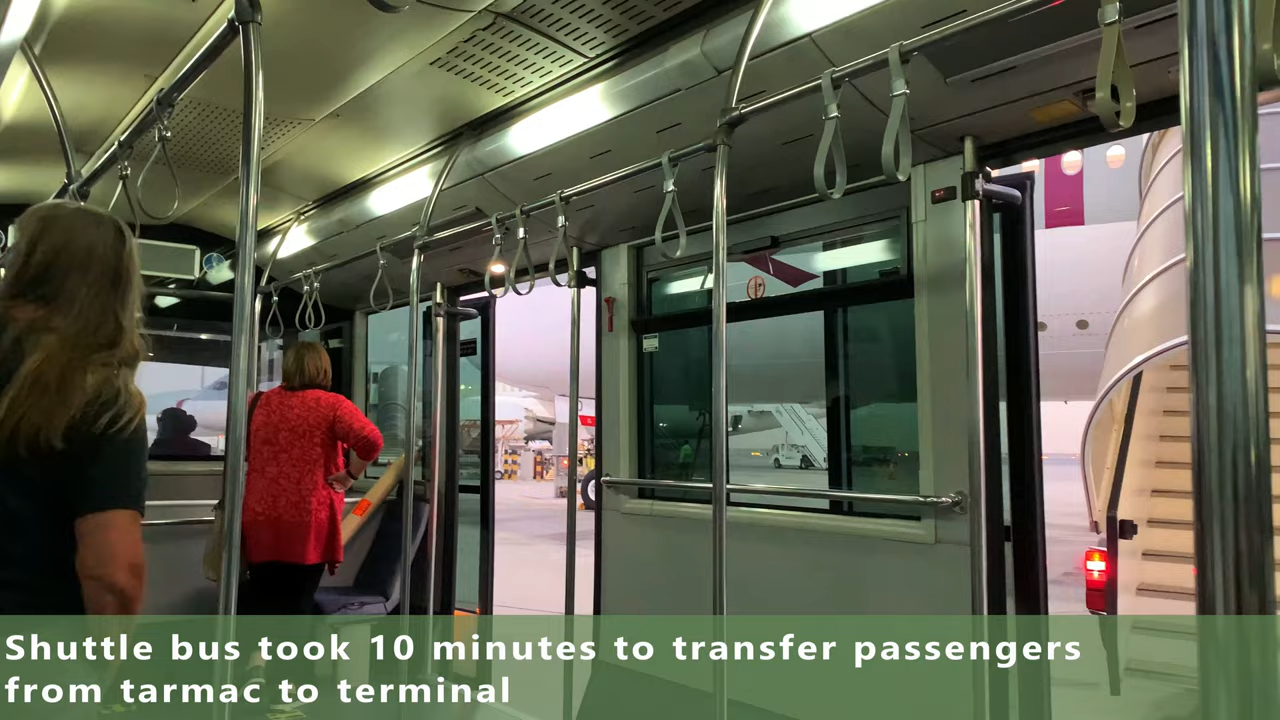 Shuttle bus took 10 minutes to transfer passengers
from tarmac to terminal